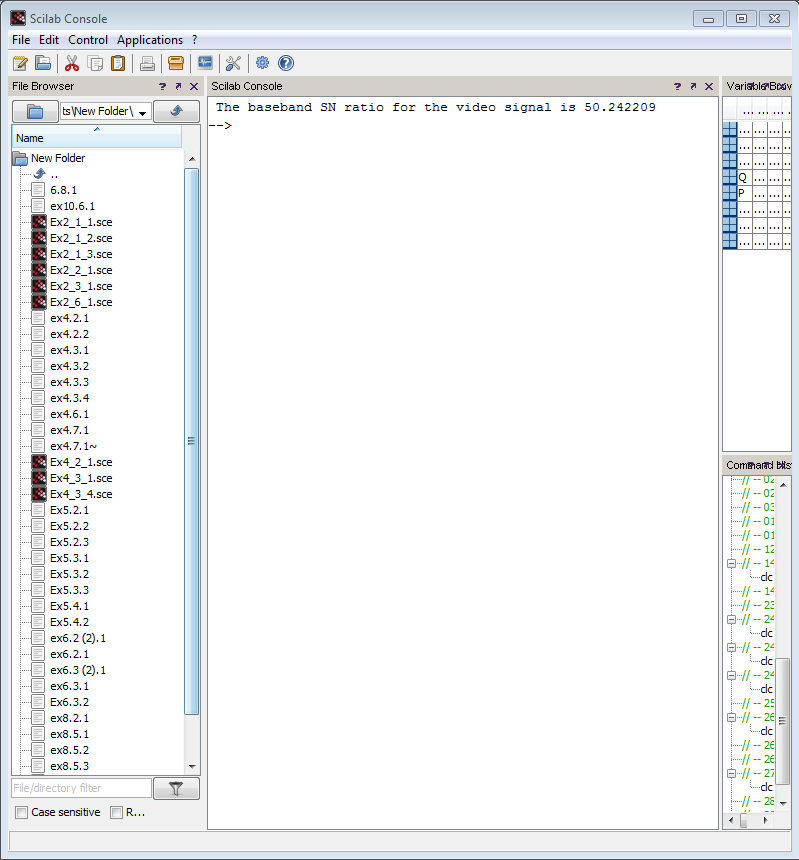 Scilab Console
File Edit Control Applications ?
File Browser ? ↗ ✕
Scilab Console ? ↗ ✕
ts\New Folder\
Name
New Folder
..
6.8.1
ex10.6.1
Ex2_1_1.sce
Ex2_1_2.sce
Ex2_1_3.sce
Ex2_2_1.sce
Ex2_3_1.sce
Ex2_6_1.sce
ex4.2.1
ex4.2.2
ex4.3.1
ex4.3.2
ex4.3.3
ex4.3.4
ex4.6.1
ex4.7.1
ex4.7.1~
Ex4_2_1.sce
Ex4_3_1.sce
Ex4_3_4.sce
Ex5.2.1
Ex5.2.2
Ex5.2.3
Ex5.3.1
Ex5.3.2
Ex5.3.3
Ex5.4.1
Ex5.4.2
ex6.2 (2).1
ex6.2.1
ex6.3 (2).1
ex6.3.1
ex6.3.2
ex8.2.1
ex8.5.1
ex8.5.2
ex8.5.3
File/directory filter
Case sensitive R...
The baseband SN ratio for the video signal is 50.242209
-->
... ... ... ...
... ... ... ...
... ... ... ...
... ... ... ...
Q ... ... ...
P ... ... ...
... ... ... ...
... ... ... ...
... ... ... ...
// -- 02
// -- 02
// -- 03
// -- 01
// -- 01
// -- 12
// -- 14
clc
// -- 14
// -- 23
// -- 24
clc
// -- 24
clc
// -- 24
clc
// -- 25
// -- 26
clc
// -- 26
// -- 26
// -- 27
clc
// -- 28